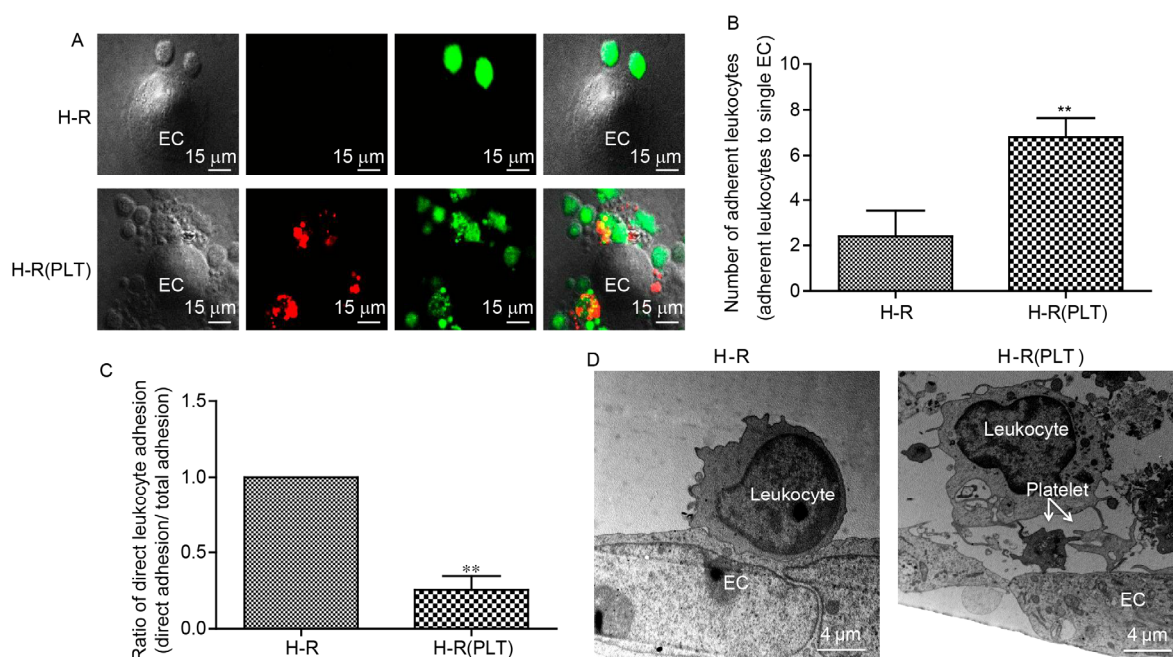 A
H-R
EC
15 μm
15 μm
15 μm
EC
15 μm
H-R(PLT)
EC
15 μm
15 μm
15 μm
EC
15 μm
B
Number of adherent leukocytes
(adherent leukocytes to single EC)
10
8
6
4
2
0
**
H-R
H-R(PLT)
C
Ratio of direct leukocyte adhesion
(direct adhesion/ total adhesion)
1.5
1.0
0.5
0.0
**
H-R
H-R(PLT)
D
H-R
Leukocyte
EC
4 μm
H-R(PLT)
Leukocyte
Platelet
EC
4 μm